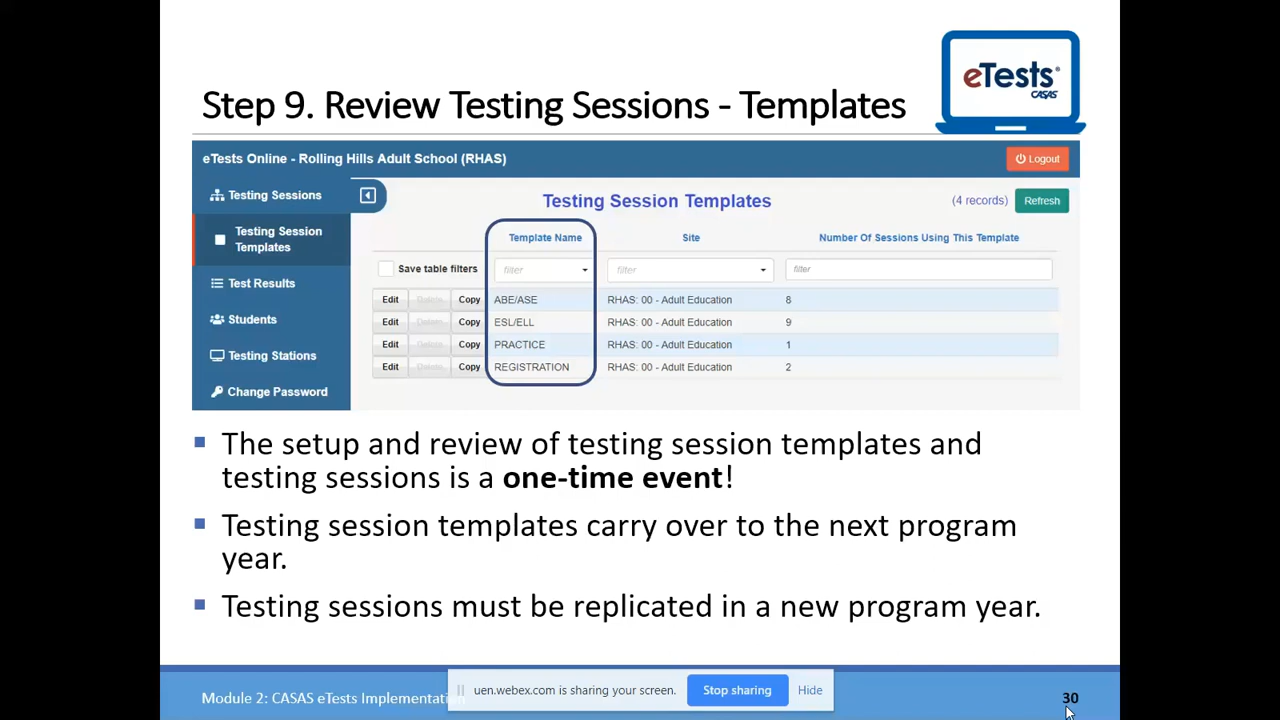 eTests®
CASAS
Step 9. Review Testing Sessions - Templates
eTests Online - Rolling Hills Adult School (RHAS)
Logout
Testing Sessions
Testing Session
Templates
Test Results
Students
Testing Stations
Change Password
Testing Session Templates
(4 records)
Refresh
Template Name
Site
Number Of Sessions Using This Template
Save table filters
filter
filter
filter
Edit Delete Copy ABE/ASE RHAS: 00 - Adult Education 8
Edit Delete Copy ESL/ELL RHAS: 00 - Adult Education 9
Edit Delete Copy PRACTICE RHAS: 00 - Adult Education 1
Edit Delete Copy REGISTRATION RHAS: 00 - Adult Education 2
The setup and review of testing session templates and
testing sessions is a one-time event!
Testing session templates carry over to the next program
year.
Testing sessions must be replicated in a new program year.
Module 2: CASAS eTests Implementation
uen.webex.com is sharing your screen.
Stop sharing
Hide
30